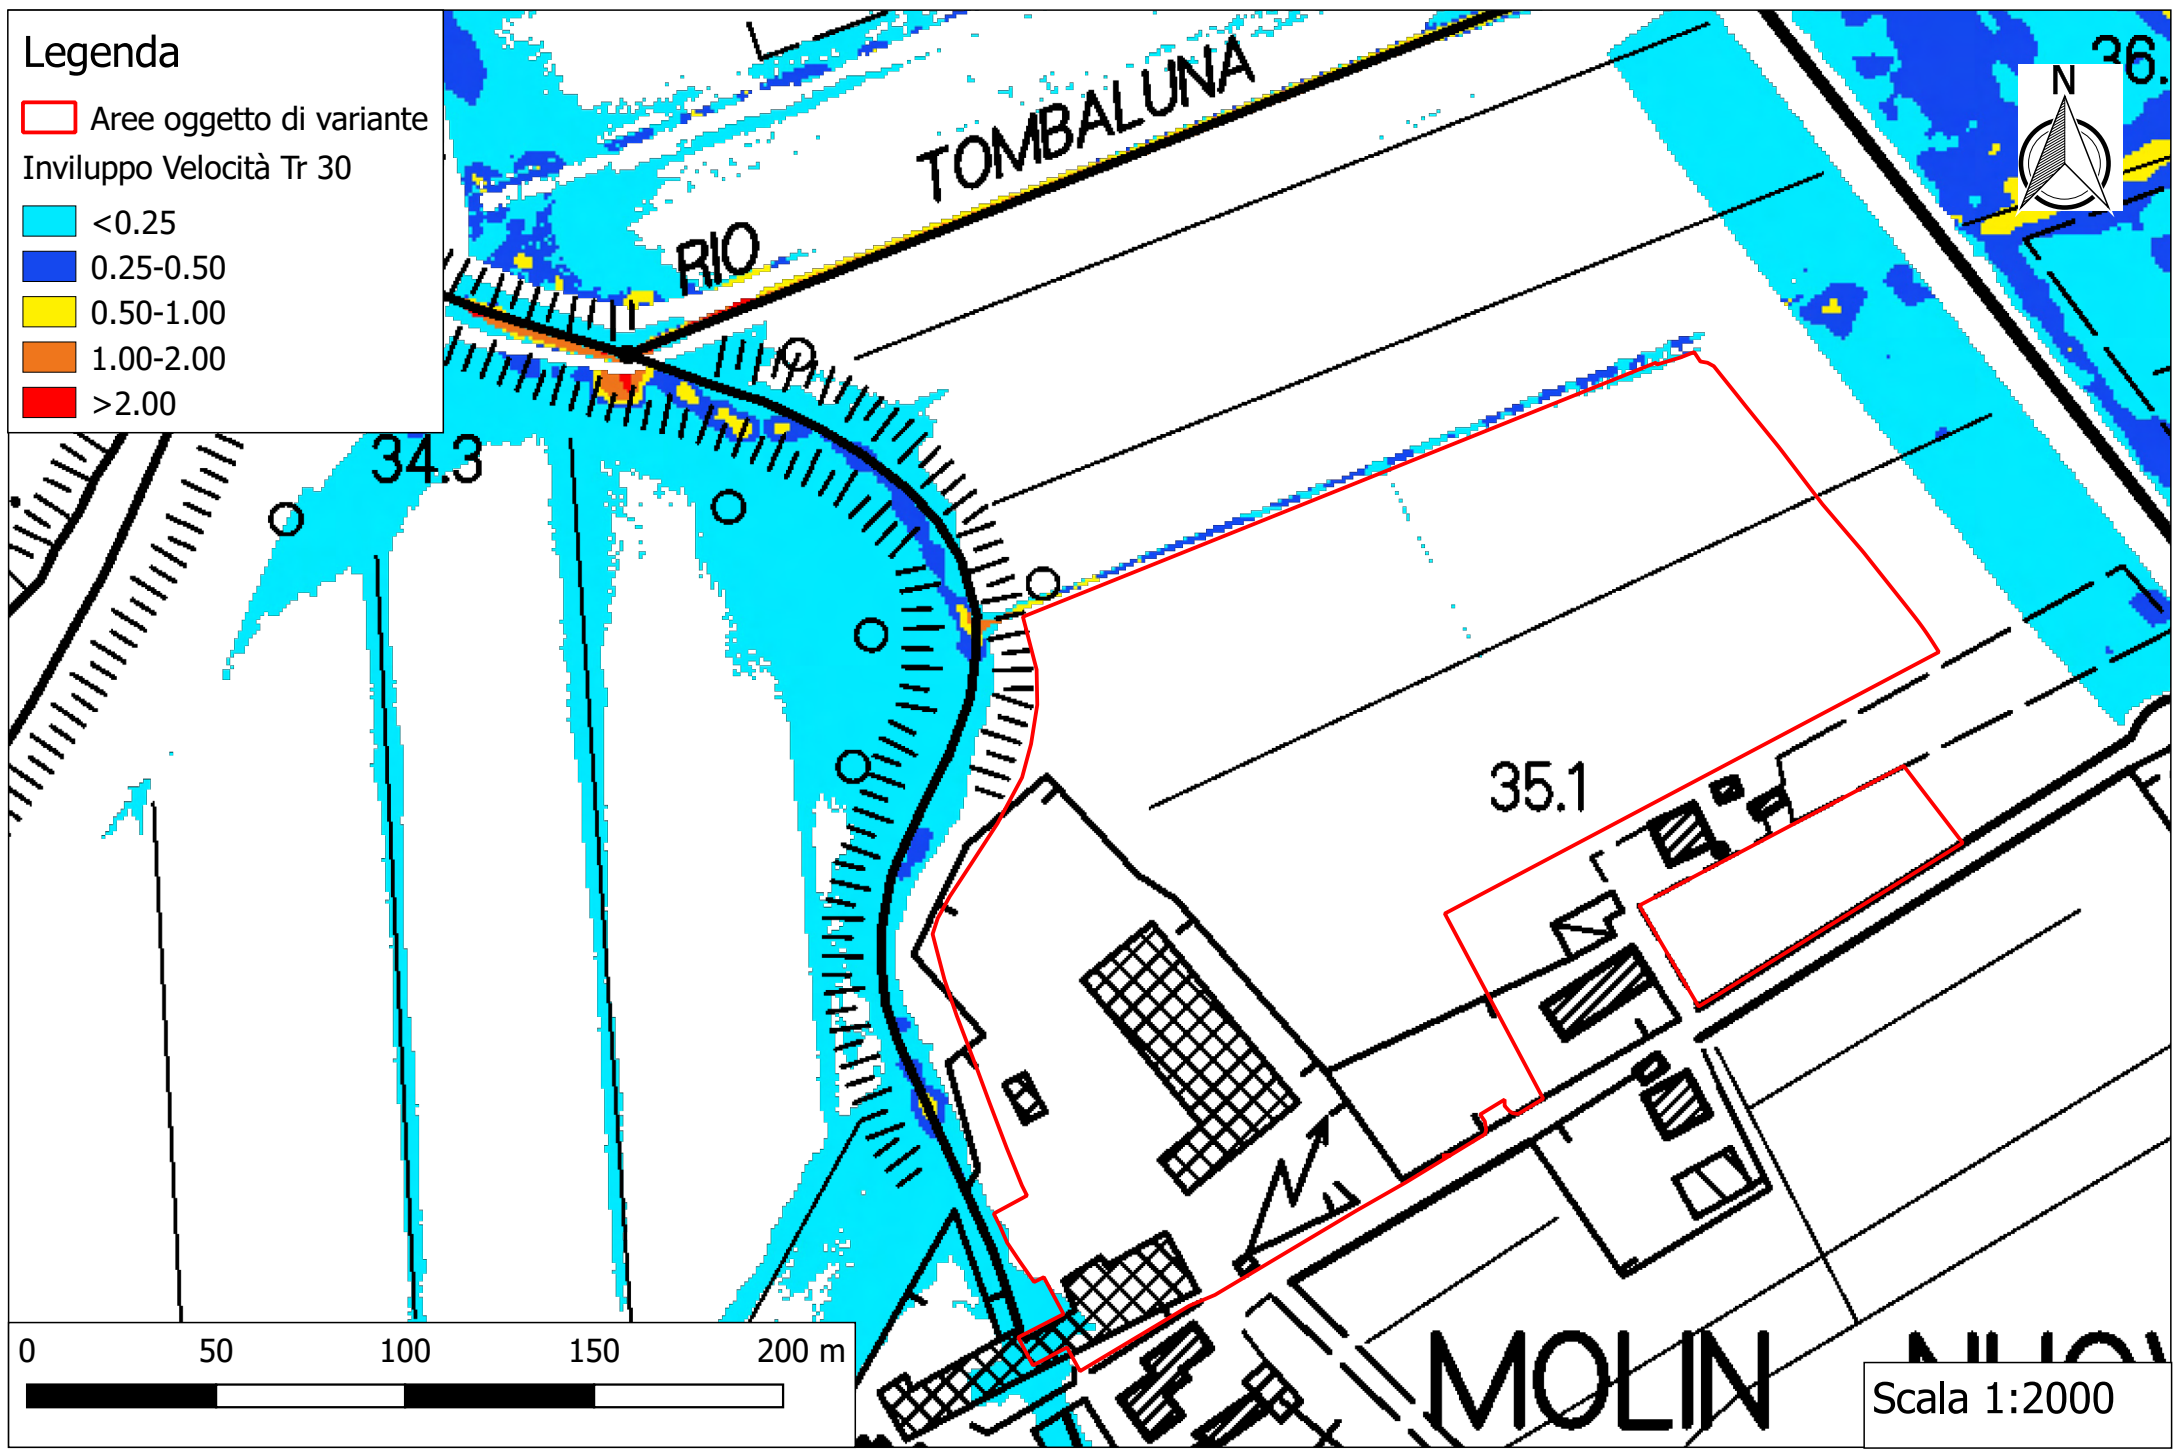 Legenda
Aree oggetto di variante
Inviluppo Velocità Tr 30
<0.25
0.25-0.50
0.50-1.00
1.00-2.00
>2.00
36.
N
TOMBALUNA
RIO
34.3
35.1
0 50 100 150 200 m
MOLIN
Scala 1:2000